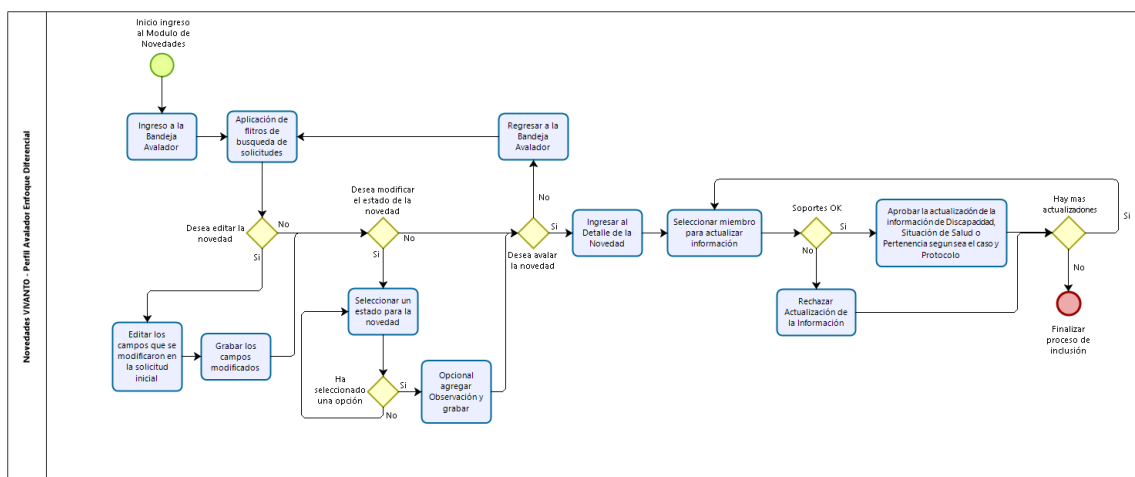 Novedades VIVANTO - Perfil Avalador Enfoque Diferencial
Inicio ingreso
al Modulo de
Novedades
Ingreso a la
Bandeja
Avalador
Aplicación de
flitros de
busqueda de
solicitudes
Regresar a la
Bandeja
Avalador
Desea editar la
novedad
No
Si
Editar los
campos que se
modificaron en
la solicitud
inicial
Grabar los
campos
modificados
Desea modificar
el estado de la
novedad
No
Seleccionar un
estado para la
novedad
Ha
seleccionado
una opción
Si
No
Opcional
agregar
Observación y
grabar
No
Si
Desea avalar
la novedad
Ingresar al
Detalle de la
Novedad
Seleccionar miembro
para actualizar
información
Soportes OK
Si
No
Aprobar la actualización de la
información de Discapacidad,
Situación de Salud o
Pertenencia segun sea el caso y
Protocolo
Rechazar
Actualización de
la Información
Hay mas
actualizaciones
Si
No
Finalizar
proceso de
inclusión